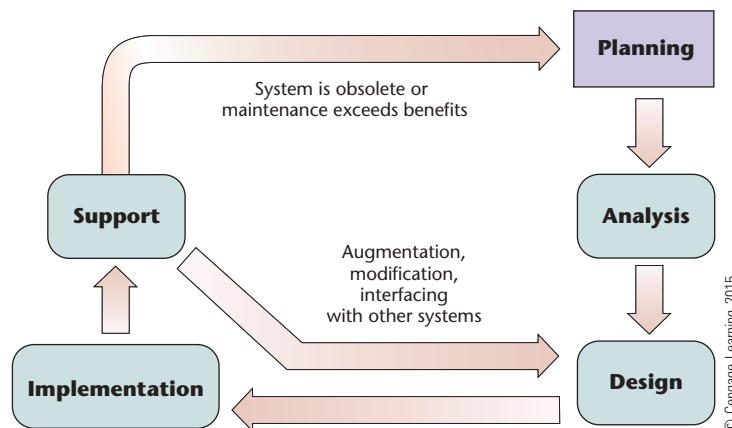 Planning
System is obsolete or
maintenance exceeds benefits
Support
Analysis
Augmentation,
modification,
interfacing
with other systems
Implementation
Design
© Cengage Learning 2015